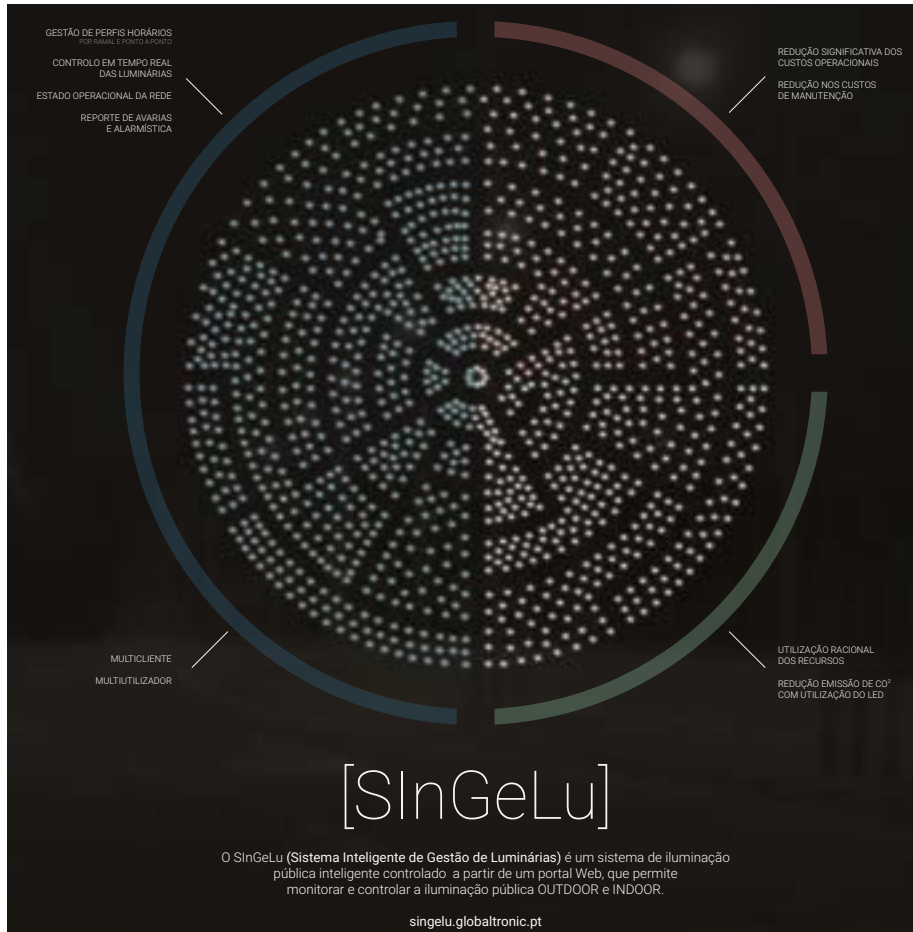 GESTÃO DE PERFIS HORÁRIOS
POR RAMAL E PONTO A PONTO
CONTROLO EM TEMPO REAL
DAS LUMINÁRIAS
ESTADO OPERACIONAL DA REDE
REPORTE DE AVARIAS
E ALARMÍSTICA
REDUÇÃO SIGNIFICATIVA DOS
CUSTOS OPERACIONAIS
REDUÇÃO NOS CUSTOS
DE MANUTENÇÃO
MULTICLIENTE
MULTIUTILIZADOR
UTILIZAÇÃO RACIONAL
DOS RECURSOS
REDUÇÃO EMISSÃO DE CO²
COM UTILIZAÇÃO DO LED
[SInGeLu]
O SInGeLu (Sistema Inteligente de Gestão de Luminárias) é um sistema de iluminação
pública inteligente controlado a partir de um portal Web, que permite
monitorar e controlar a iluminação pública OUTDOOR e INDOOR.
singelu.globaltronic.pt